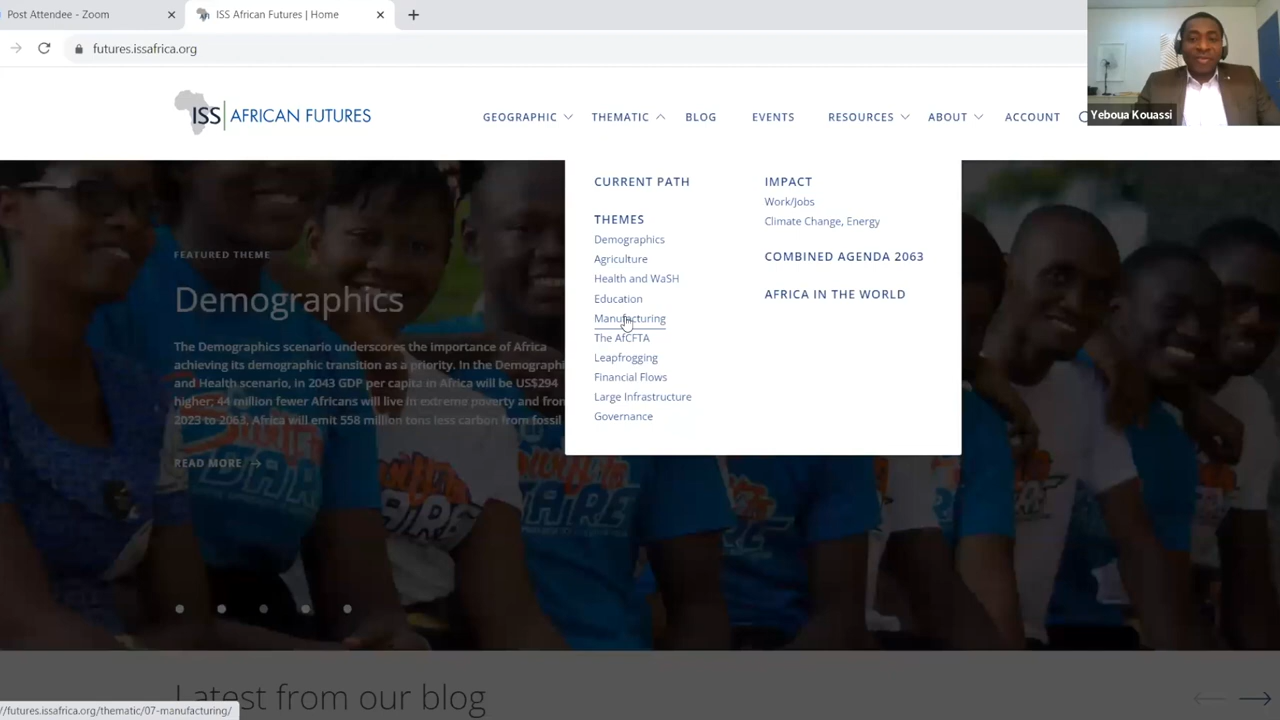 Post Attendee - Zoom
ISS African Futures | Home
futures.issafrica.org
Yeboua Kouassi
ISS AFRICAN FUTURES
GEOGRAPHIC THEMATIC BLOG EVENTS RESOURCES ABOUT ACCOUNT
CURRENT PATH
THEMES
Demographics
Agriculture
Health and WaSH
Education
Manufacturing
The AfCFTA
Leapfrogging
Financial Flows
Large Infrastructure
Governance
IMPACT
Work/Jobs
Climate Change, Energy
COMBINED AGENDA 2063
AFRICA IN THE WORLD
FEATURED THEME
Demographics
The Demographics scenario underscores the importance of Africa
achieving its demographic transition as a priority. In the Demographi
and Health scenario, in 2043 GDP per capita in Africa will be US$294
higher; 44 million fewer Africans will live in extreme poverty and from
2023 to 2063, Africa will emit 558 million tons less carbon from fossil
READ MORE
Latest from our blog
//futures.issafrica.org/thematic/07-manufacturing/